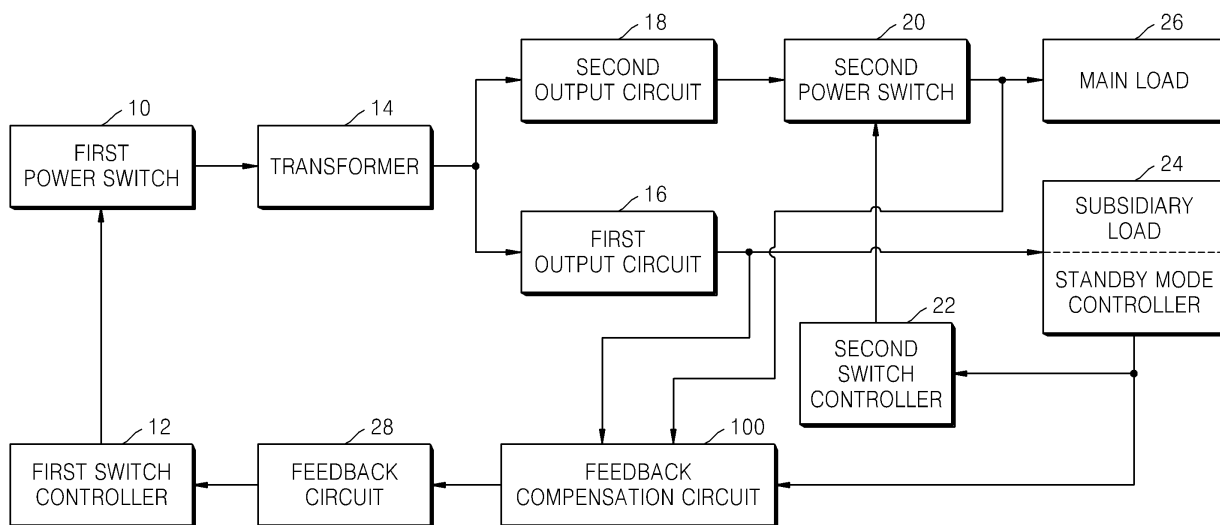 18
SECOND
OUTPUT CIRCUIT
20
SECOND
POWER SWITCH
26
MAIN LOAD
10
FIRST
POWER SWITCH
14
TRANSFORMER
16
FIRST
OUTPUT CIRCUIT
24
SUBSIDIARY
LOAD
STANDBY MODE
CONTROLLER
22
SECOND
SWITCH
CONTROLLER
12
FIRST SWITCH
CONTROLLER
28
FEEDBACK
CIRCUIT
100
FEEDBACK
COMPENSATION CIRCUIT